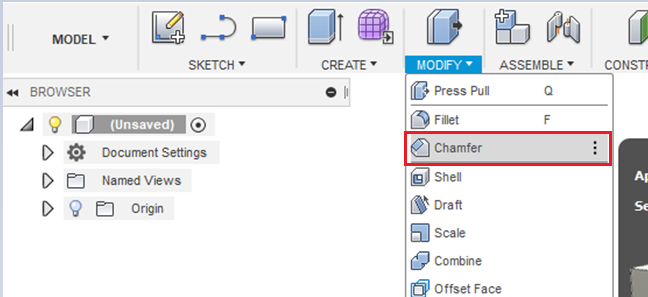 MODEL
SKETCH
CREATE
MODIFY
ASSEMBLE
CONST
BROWSER
Press Pull Q
(Unsaved)
Fillet F
Document Settings
Chamfer
Named Views
Shell
Origin
Draft
Scale
Combine
Offset Face
Ap
Se